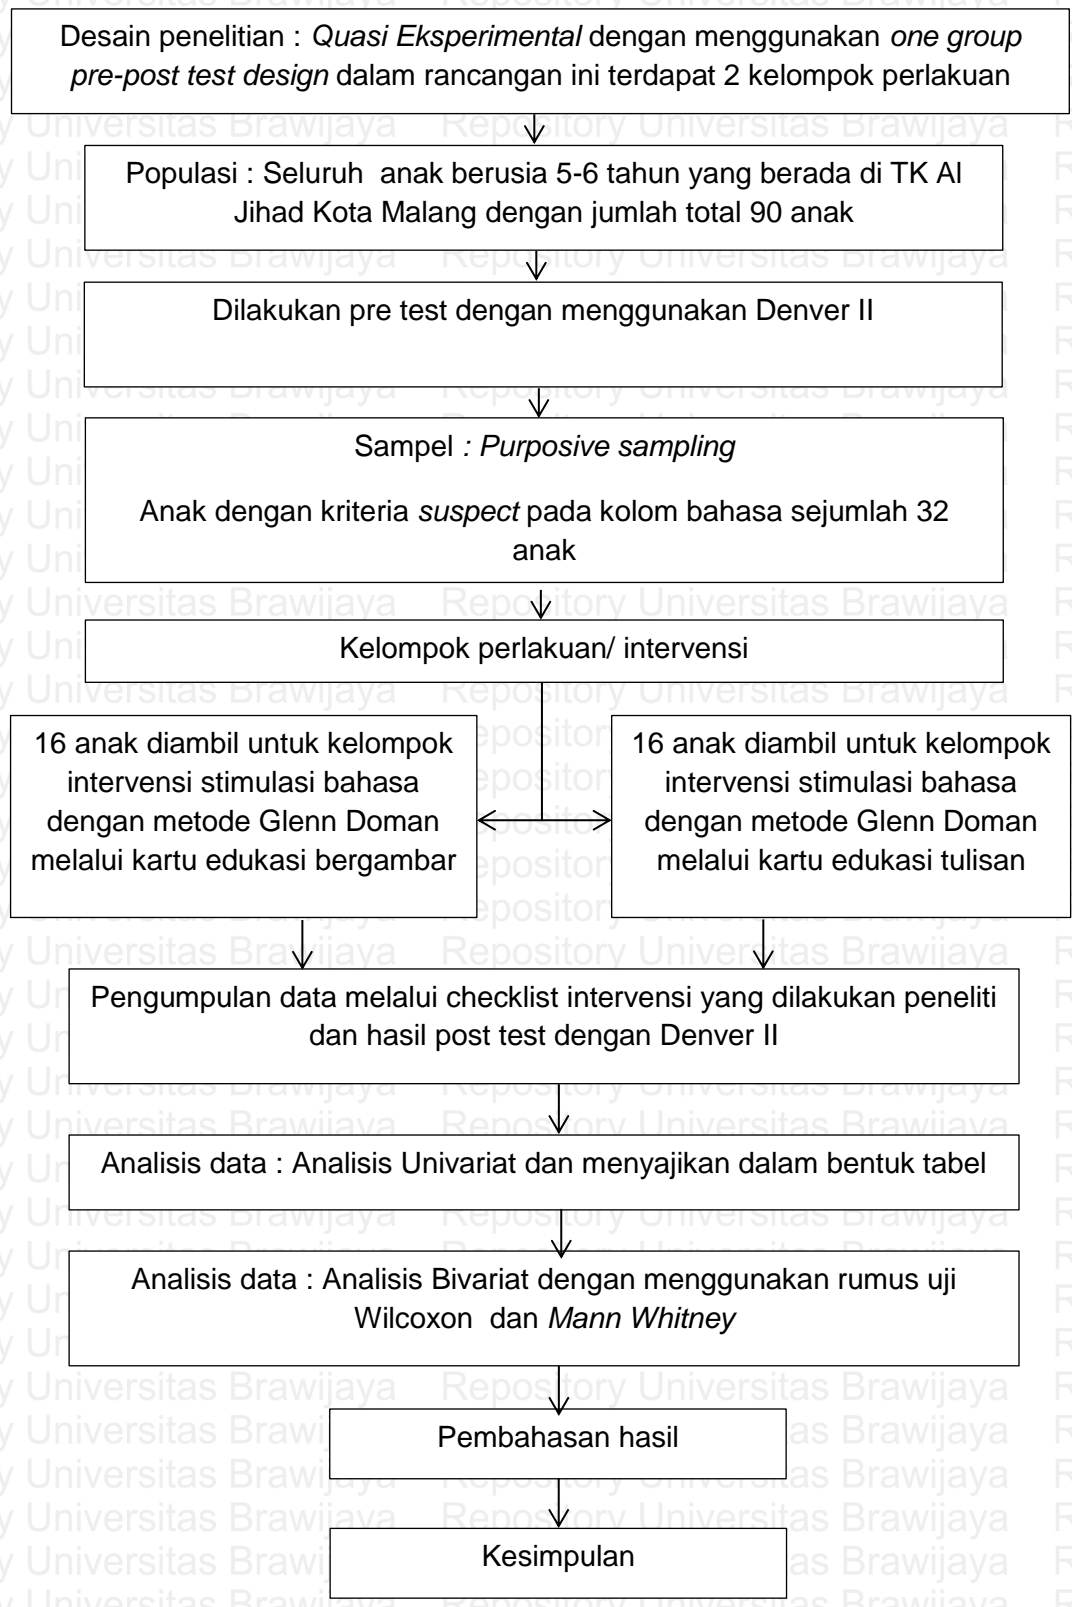 Desain penelitian : Quasi Eksperimental dengan menggunakan one group
pre-post test design dalam rancangan ini terdapat 2 kelompok perlakuan
Populasi : Seluruh anak berusia 5-6 tahun yang berada di TK Al
Jihad Kota Malang dengan jumlah total 90 anak
Dilakukan pre test dengan menggunakan Denver II
Sampel : Purposive sampling
Anak dengan kriteria suspect pada kolom bahasa sejumlah 32
anak
Kelompok perlakuan/ intervensi
16 anak diambil untuk kelompok
intervensi stimulasi bahasa
dengan metode Glenn Doman
melalui kartu edukasi bergambar
16 anak diambil untuk kelompok
intervensi stimulasi bahasa
dengan metode Glenn Doman
melalui kartu edukasi tulisan
Pengumpulan data melalui checklist intervensi yang dilakukan peneliti
dan hasil post test dengan Denver II
Analisis data : Analisis Univariat dan menyajikan dalam bentuk tabel
Analisis data : Analisis Bivariat dengan menggunakan rumus uji
Wilcoxon dan Mann Whitney
Pembahasan hasil
Kesimpulan